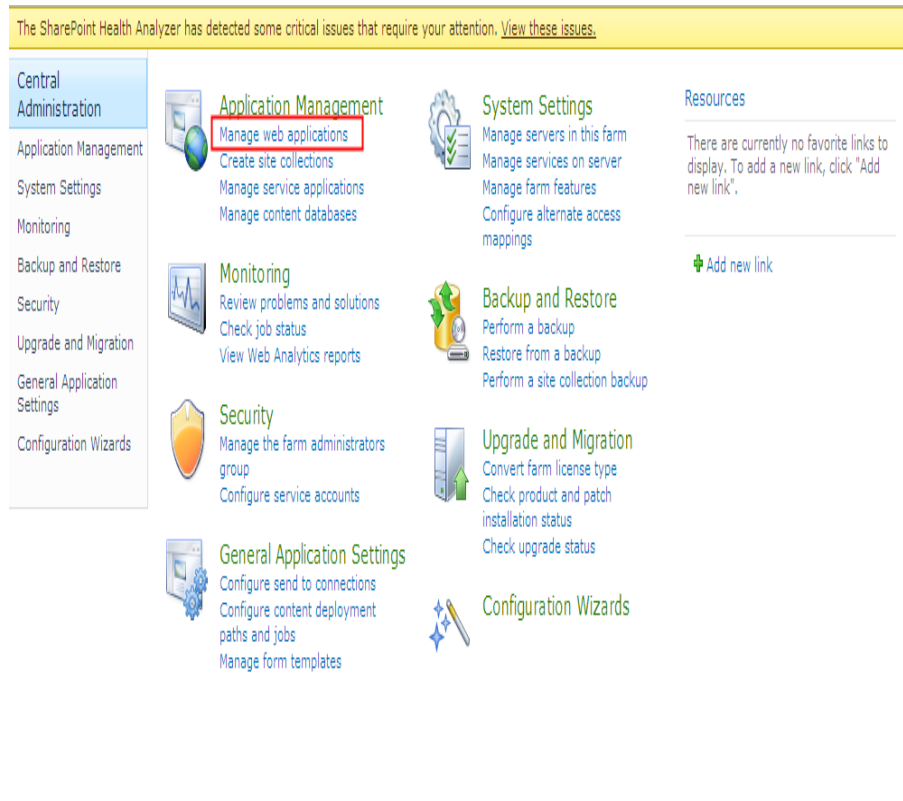 The SharePoint Health Analyzer has detected some critical issues that require your attention. View these issues.
Central
Administration
Application Management
System Settings
Monitoring
Backup and Restore
Security
Upgrade and Migration
General Application
Settings
Configuration Wizards
Application Management
Manage web applications
Create site collections
Manage service applications
Manage content databases
Monitoring
Review problems and solutions
Check job status
View Web Analytics reports
Security
Manage the farm administrators
group
Configure service accounts
General Application Settings
Configure send to connections
Configure content deployment
paths and jobs
Manage form templates
System Settings
Manage servers in this farm
Manage services on server
Manage farm features
Configure alternate access
mappings
Backup and Restore
Perform a backup
Restore from a backup
Perform a site collection backup
Upgrade and Migration
Convert farm license type
Check product and patch
installation status
Check upgrade status
Configuration Wizards
Resources
There are currently no favorite links to
display. To add a new link, click "Add
new link".
Add new link